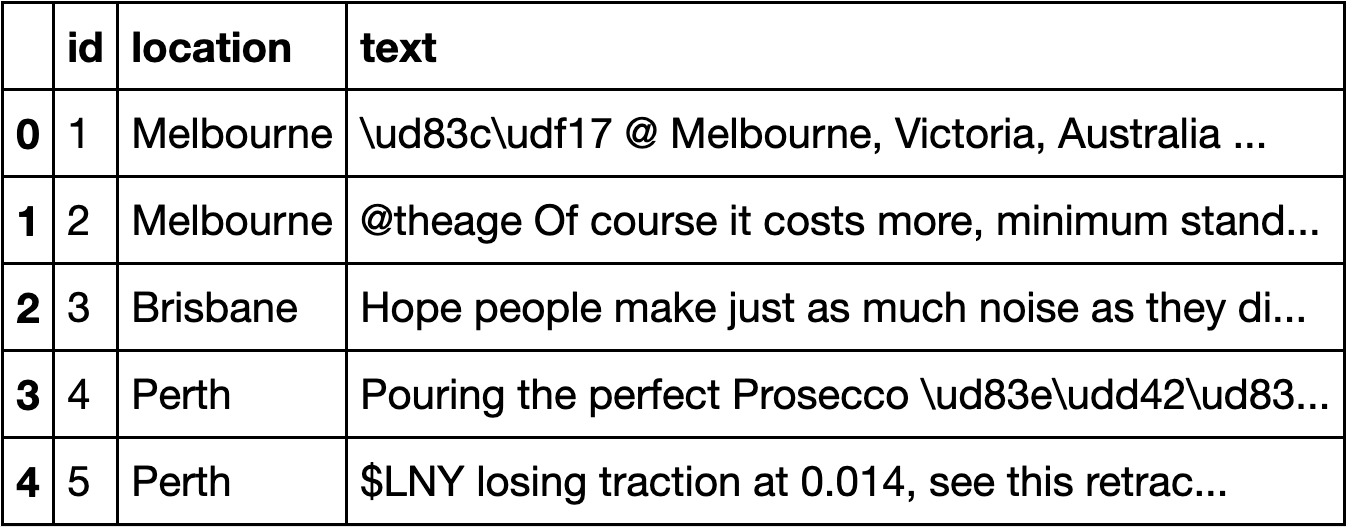 id location text
0 1 Melbourne \ud83c\udf17 @ Melbourne, Victoria, Australia ...
1 2 Melbourne @theage Of course it costs more, minimum stand...
2 3 Brisbane Hope people make just as much noise as they di...
3 4 Perth Pouring the perfect Prosecco \ud83e\udd42\ud83...
4 5 Perth $LNY losing traction at 0.014, see this retrac...